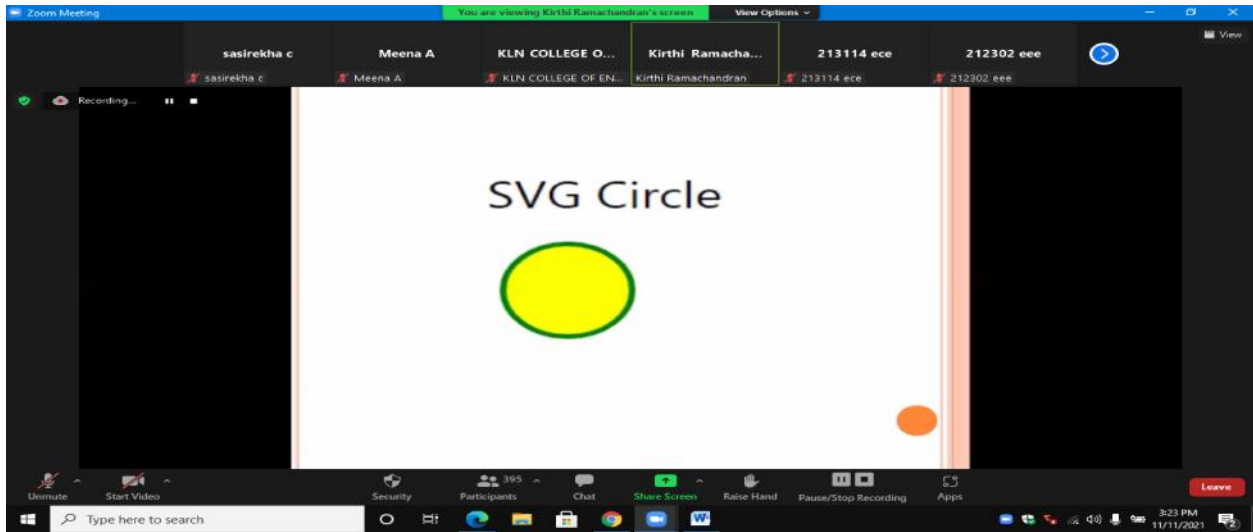 Zoom Meeting
You are viewing Kirthi Ramachandran's screen
View Options
View
sasirekha c
Meena A
KLN COLLEGE O...
Kirthi Ramacha...
213114 ece
212302 eee
sasirekha c
Meena A
KLN COLLEGE OF EN...
Kirthi Ramachandran
213114 ece
212302 eee
Recording...
SVG Circle
395
Unmute
Start Video
Security
Participants
Chat
Share Screen
Raise Hand
Pause/Stop Recording
Apps
Leave
Type here to search
W
3:23 PM
11/11/2021
2